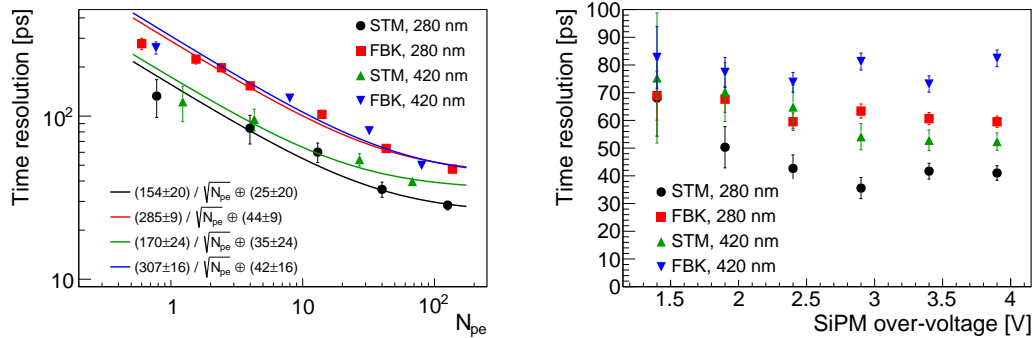 Time resolution [ps]
10²
10
STM, 280 nm
FBK, 280 nm
STM, 420 nm
FBK, 420 nm
(154±20) / √N_pe ⊕ (25±20)
(285±9) / √N_pe ⊕ (44±9)
(170±24) / √N_pe ⊕ (35±24)
(307±16) / √N_pe ⊕ (42±16)
1 10 10²
N_pe
Time resolution [ps]
100
90
80
70
60
50
40
30
20
10
0
STM, 280 nm
FBK, 280 nm
STM, 420 nm
FBK, 420 nm
1.5 2 2.5 3 3.5 4
SiPM over-voltage [V]